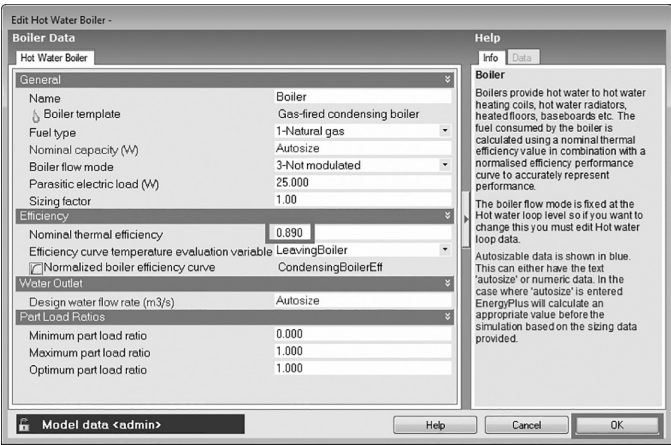 Edit Hot Water Boiler -
Boiler Data
Hot Water Boiler
General
Name Boiler
Boiler template Gas-fired condensing boiler
Fuel type 1-Natural gas
Nominal capacity (W) Autosize
Boiler flow mode 3-Not modulated
Parasitic electric load (W) 25.000
Sizing factor 1.00
Efficiency
Nominal thermal efficiency 0.890
Efficiency curve temperature evaluation variable LeavingBoiler
Normalized boiler efficiency curve CondensingBoilerEff
Water Outlet
Design water flow rate (m3/s) Autosize
Part Load Ratios
Minimum part load ratio 0.000
Maximum part load ratio 1.000
Optimum part load ratio 1.000
Help
Info Data
Boiler
Boilers provide hot water to hot water
heating coils, hot water radiators,
heated floors, baseboards etc. The
fuel consumed by the boiler is
calculated using a nominal thermal
efficiency value in combination with a
normalised efficiency performance
curve to accurately represent
performance.
The boiler flow mode is fixed at the
Hot water loop level so if you want to
change this you must edit Hot water
loop data.
Autosizable data is shown in blue.
This can either have the text
'autosize' or numeric data. In the
case where 'autosize' is entered
EnergyPlus will calculate an
appropriate value before the
simulation based on the sizing data
provided.
Model data <admin>
Help Cancel OK